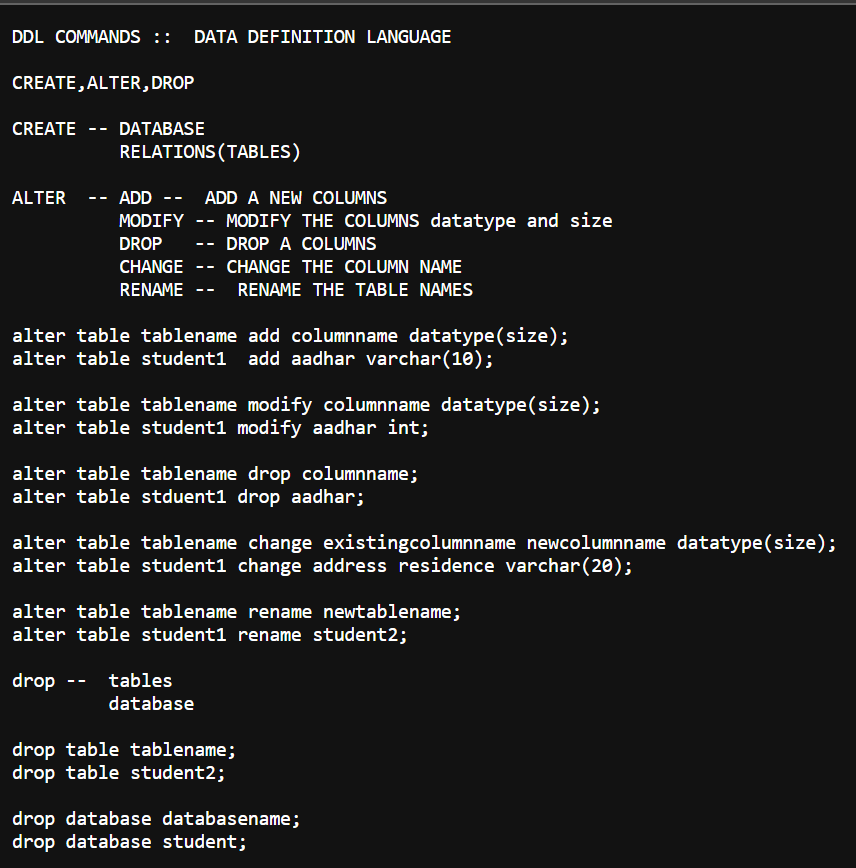 DDL COMMANDS ::  DATA DEFINITION LANGUAGE
CREATE,ALTER,DROP
CREATE -- DATABASE
RELATIONS(TABLES)
ALTER  -- ADD --  ADD A NEW COLUMNS
MODIFY -- MODIFY THE COLUMNS datatype and size
DROP   -- DROP A COLUMNS
CHANGE -- CHANGE THE COLUMN NAME
RENAME --  RENAME THE TABLE NAMES
alter table tablename add columnname datatype(size);
alter table student1  add aadhar varchar(10);
alter table tablename modify columnname datatype(size);
alter table student1 modify aadhar int;
alter table tablename drop columnname;
alter table stduent1 drop aadhar;
alter table tablename change existingcolumnname newcolumnname datatype(size);
alter table student1 change address residence varchar(20);
alter table tablename rename newtablename;
alter table student1 rename student2;
drop --  tables
database
drop table tablename;
drop table student2;
drop database databasename;
drop database student;